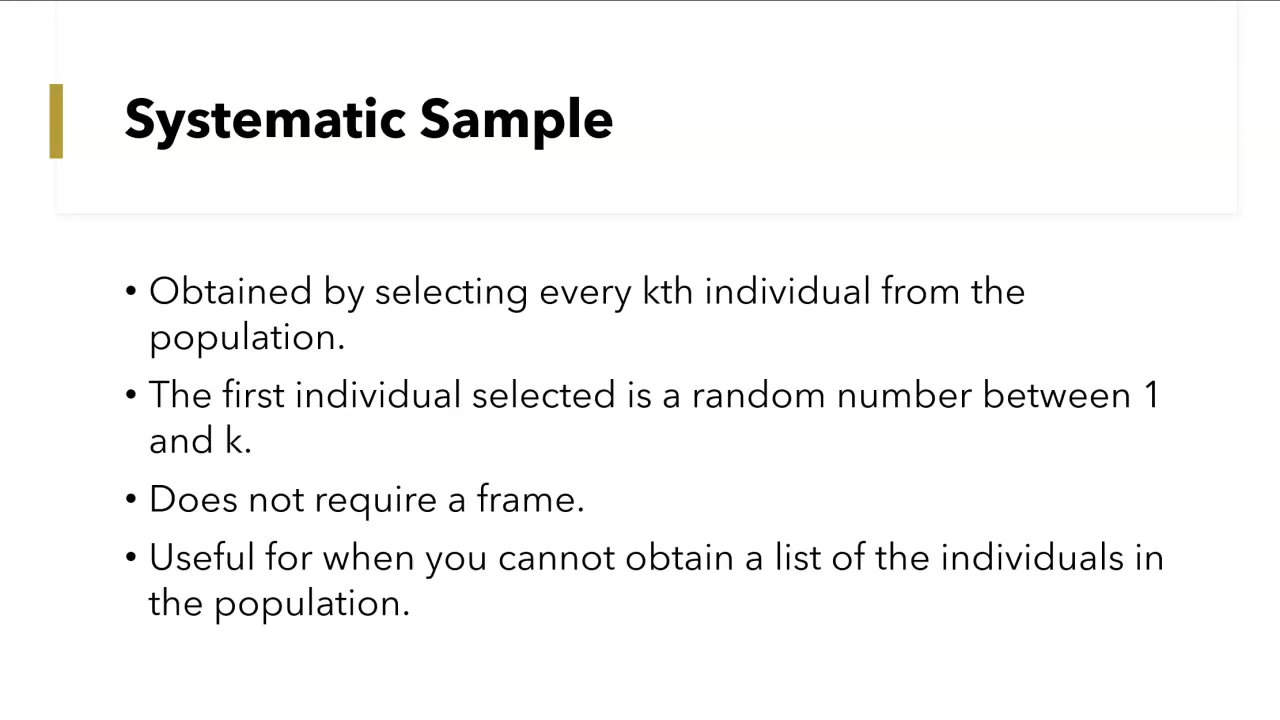 Systematic Sample
• Obtained by selecting every kth individual from the
population.
• The first individual selected is a random number between 1
and k.
• Does not require a frame.
• Useful for when you cannot obtain a list of the individuals in
the population.